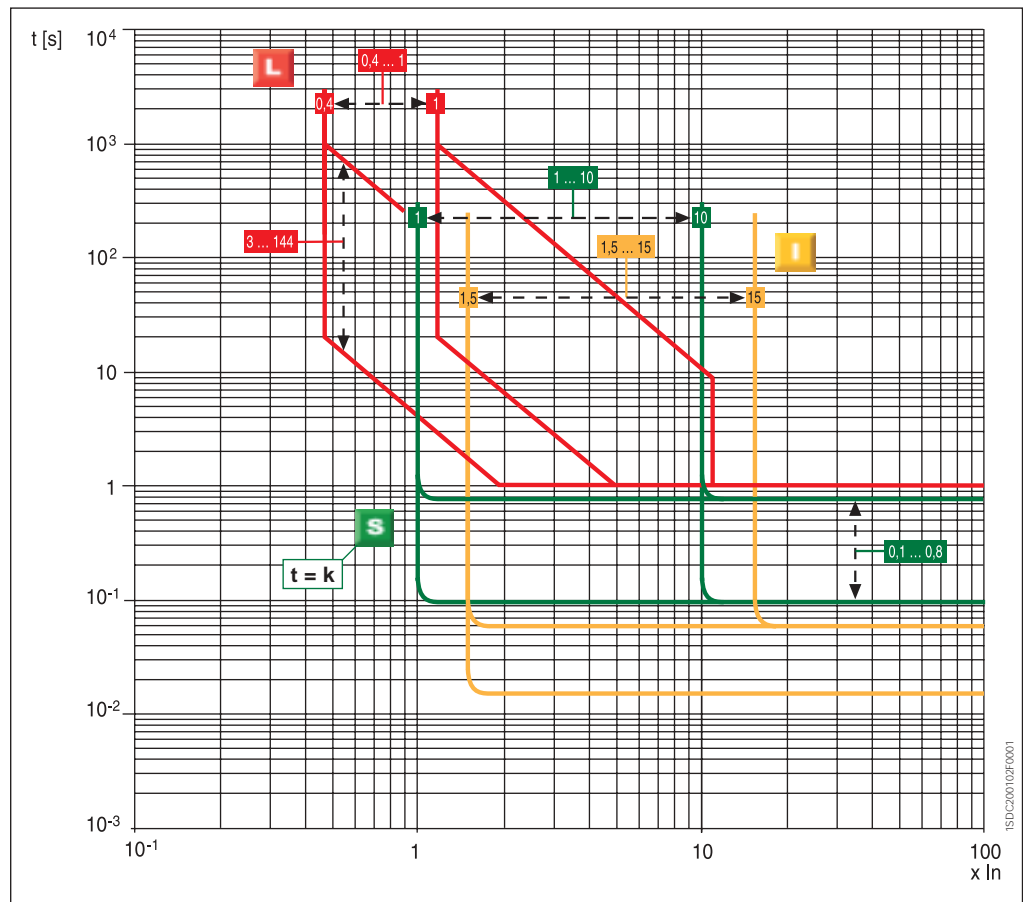 t [s]
10⁴
L
0,4 ... 1
0,4
1
10³
1 ... 10
1
10
3 ... 144
1,5 ... 15
I
10²
1,5
15
10
1
S
0,1 ... 0,8
t = k
10⁻¹
10⁻²
10⁻³
10⁻¹
1
10
100
x In
1SDC200102F0001